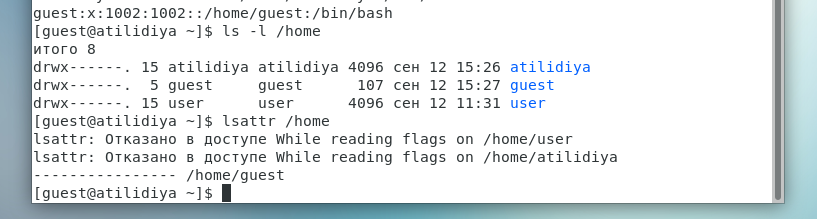 guest:x:1002:1002::/home/guest:/bin/bash
[guest@atilidiya ~]$ ls -l /home
итого 8
drwx------. 15 atilidiya atilidiya 4096 сен 12 15:26 atilidiya
drwx------.  5 guest     guest      107 сен 12 15:27 guest
drwx------. 15 user      user      4096 сен 12 11:31 user
[guest@atilidiya ~]$ lsattr /home
lsattr: Отказано в доступе While reading flags on /home/user
lsattr: Отказано в доступе While reading flags on /home/atilidiya
---------------- /home/guest
[guest@atilidiya ~]$